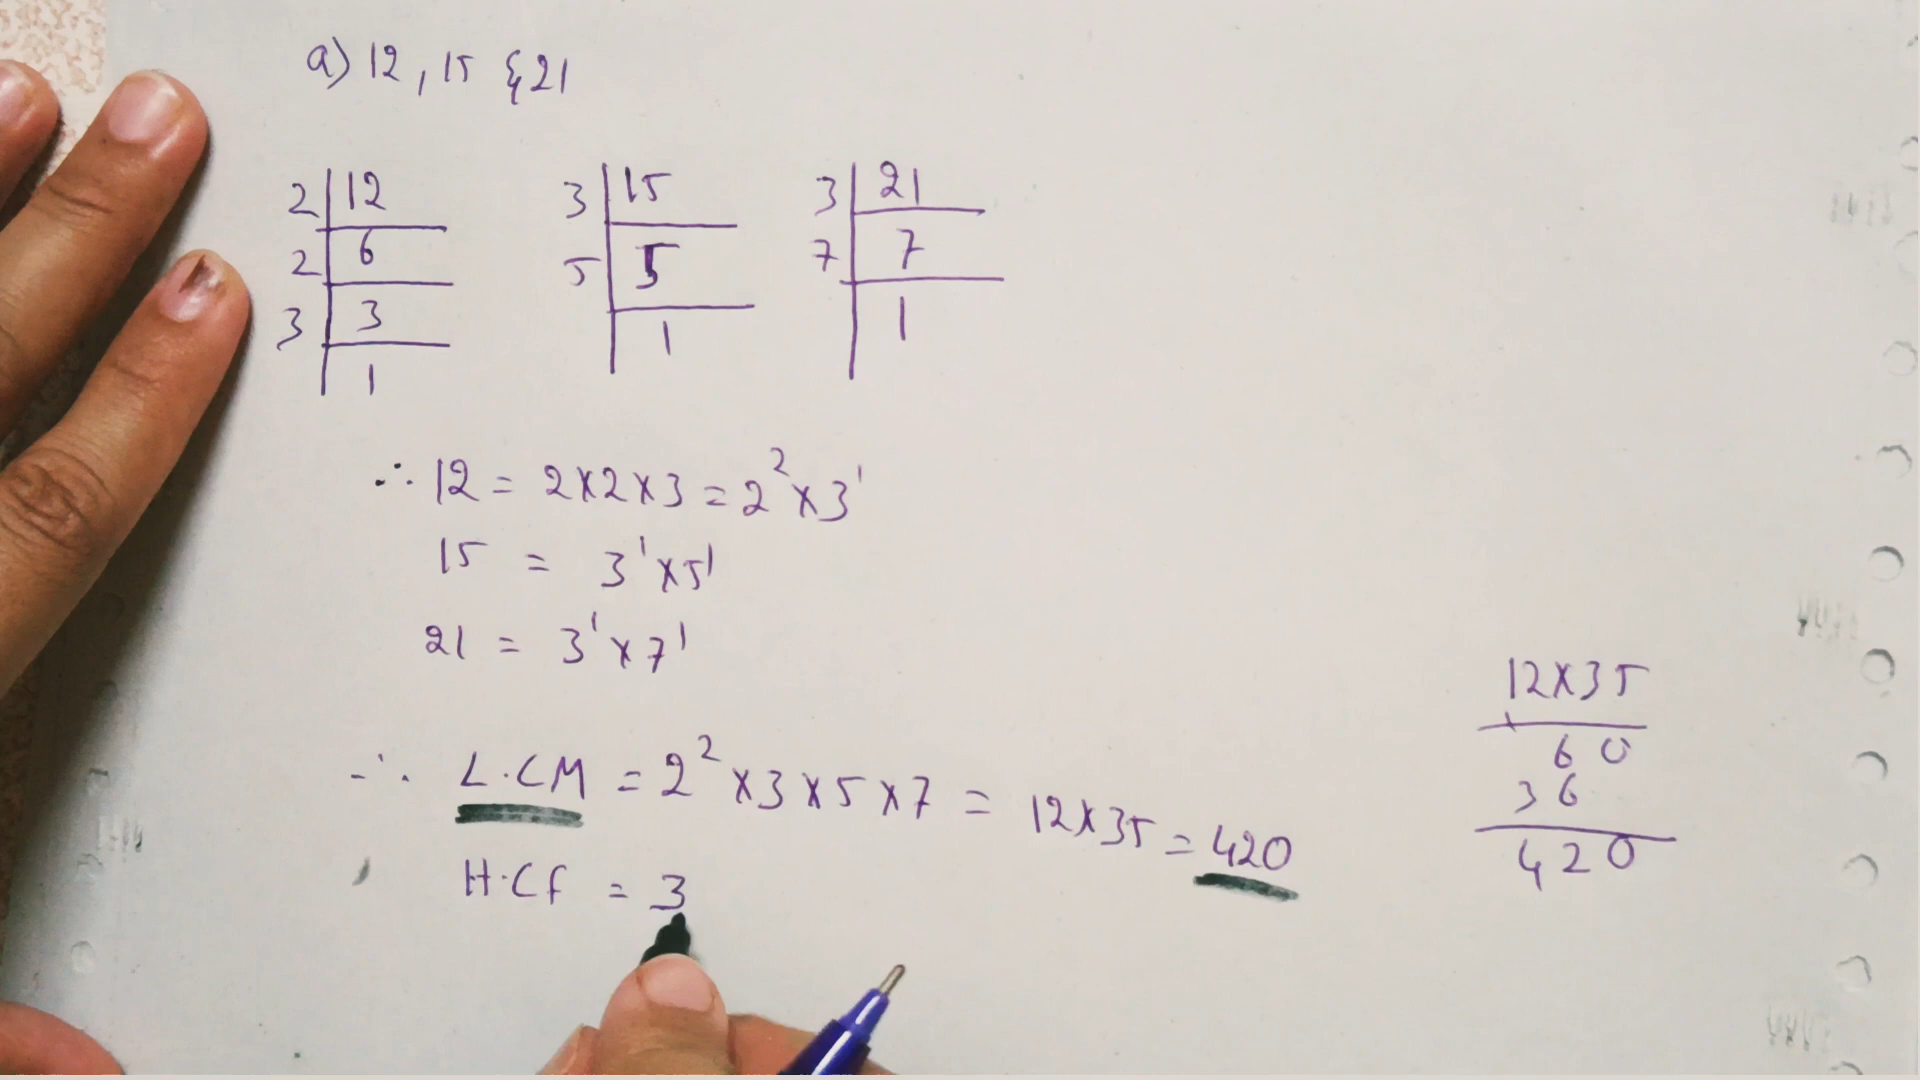 a) 12, 15 & 21
2 | 12
2 | 6
3 | 3
1
3 | 15
5 | 5
1
3 | 21
7 | 7
1
∴ 12 = 2×2×3 = 2²×3¹
15 = 3¹×5¹
21 = 3¹×7¹
∴ L.CM = 2²×3×5×7 = 12×35 = 420
H.Cf = 3
12×35
60
36
420